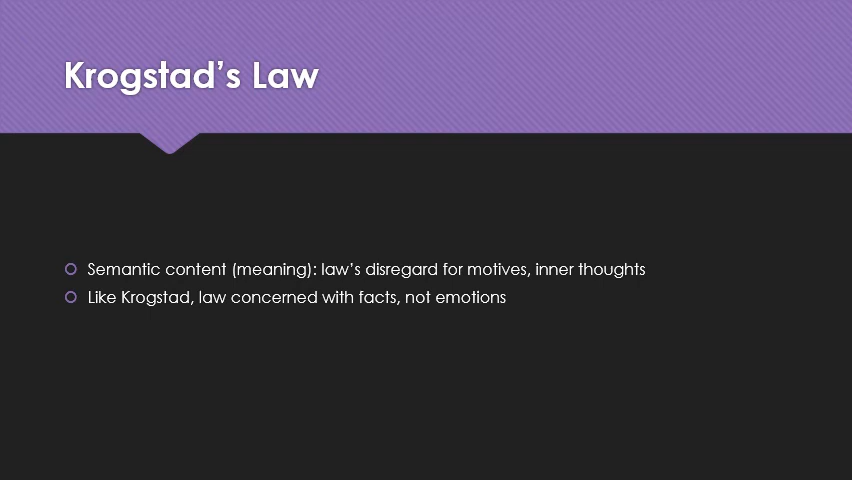 Krogstad’s Law
Semantic content (meaning): law’s disregard for motives, inner thoughts
Like Krogstad, law concerned with facts, not emotions